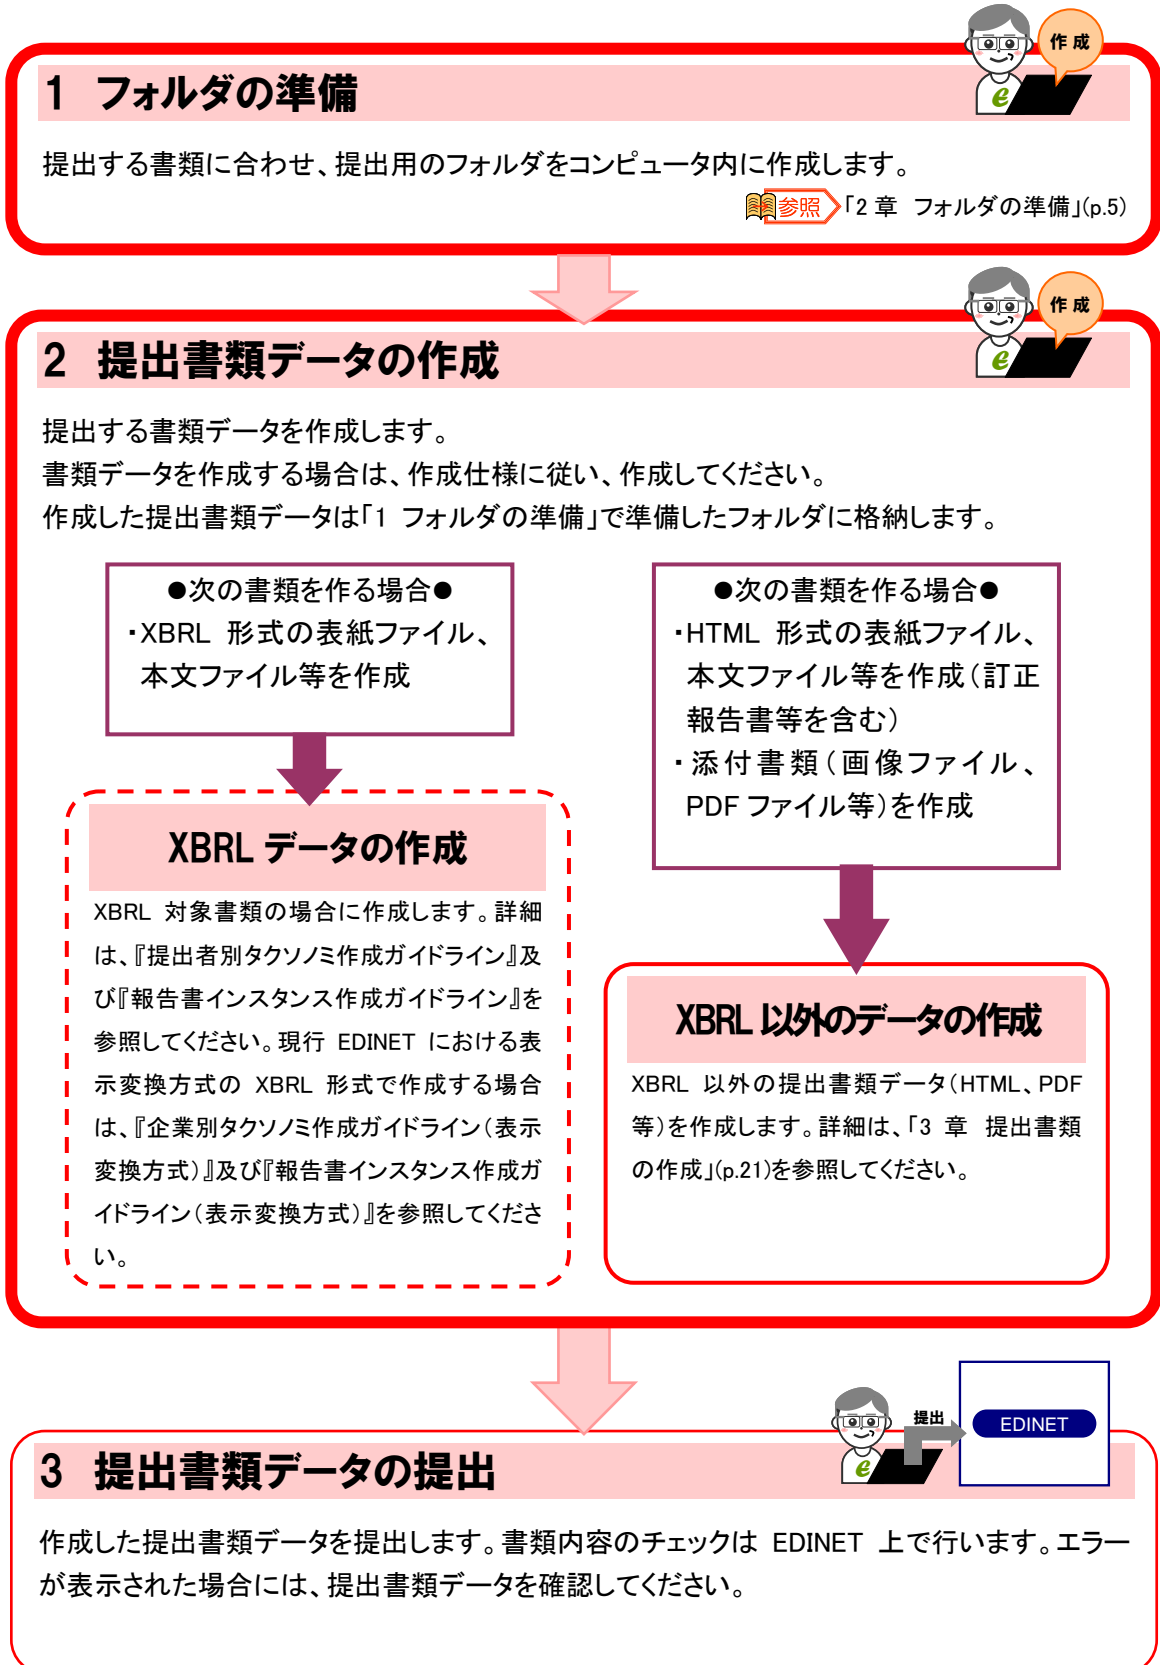 作成
1 フォルダの準備
提出する書類に合わせ、提出用のフォルダをコンピュータ内に作成します。
参照「2章 フォルダの準備」(p.5)
作成
2 提出書類データの作成
提出する書類データを作成します。
書類データを作成する場合は、作成仕様に従い、作成してください。
作成した提出書類データは「1 フォルダの準備」で準備したフォルダに格納します。
●次の書類を作る場合●
・XBRL 形式の表紙ファイル、
本文ファイル等を作成
XBRL データの作成
XBRL 対象書類の場合に作成します。詳細
は、『提出者別タクソノミ作成ガイドライン』及
び『報告書インスタンス作成ガイドライン』を
参照してください。現行 EDINET における表
示変換方式の XBRL 形式で作成する場合
は、『企業別タクソノミ作成ガイドライン(表示
変換方式)』及び『報告書インスタンス作成ガ
イドライン(表示変換方式)』を参照してくださ
い。
●次の書類を作る場合●
・HTML 形式の表紙ファイル、
本文ファイル等を作成(訂正
報告書等を含む)
・添付書類(画像ファイル、
PDF ファイル等)を作成
XBRL 以外のデータの作成
XBRL 以外の提出書類データ(HTML、PDF
等)を作成します。詳細は、「3 章 提出書類
の作成」(p.21)を参照してください。
提出
EDINET
3 提出書類データの提出
作成した提出書類データを提出します。書類内容のチェックは EDINET 上で行います。エラー
が表示された場合には、提出書類データを確認してください。